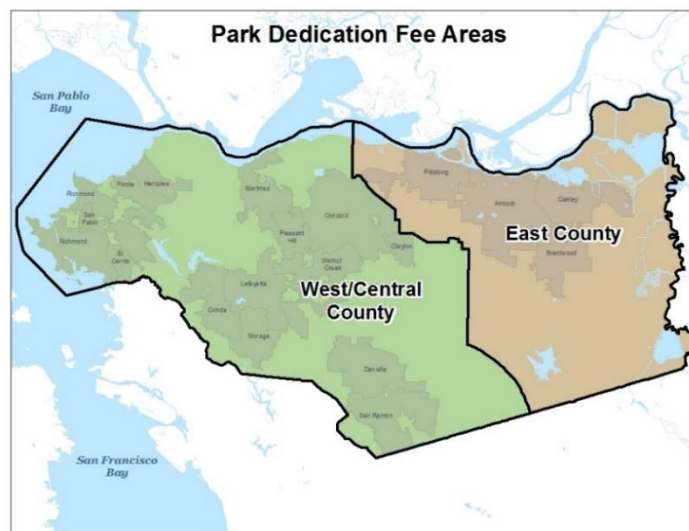 Park Dedication Fee Areas
San Pablo
Bay
Richmond
Pinole
Hercules
San
Pablo
Richmond
El
Cerrito
Martinez
Concord
Pleasant
Hill
Clayton
Walnut
Creek
Lafayette
Orinda
Moraga
West/Central
County
Danville
San Ramon
Pittsburg
Antioch
Oakley
East County
Brentwood
San Francisco
Bay